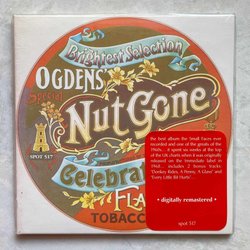 Brightest Selection
OGDENS'
Special
Nut Gone
A
SPOT 517
Celebra
FLA
TOBACC
the best album the Small Faces ever
recorded and one of the greats of the
1960s... it spent six weeks at the top
of the UK charts when it was originally
released on the Immediate label in
1968... includes 2 bonus tracks
'Donkey Rides, A Penny, A Glass' and
'Every Little Bit Hurts'.
• digitally remastered •
spot 517